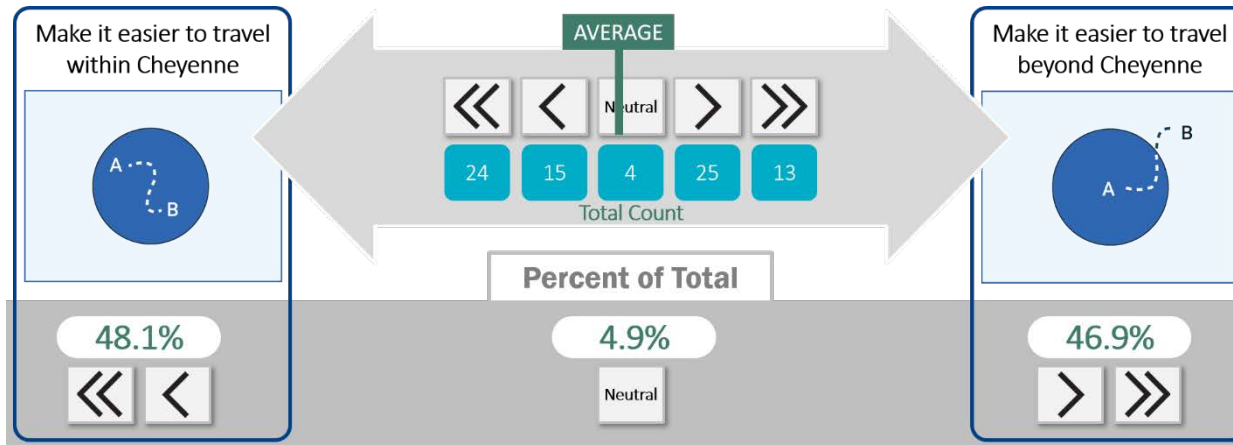 Make it easier to travel
within Cheyenne
A
B
AVERAGE
Neutral
24 15 4 25 13
Total Count
Make it easier to travel
beyond Cheyenne
B
A
Percent of Total
48.1% 4.9% 46.9%
Neutral